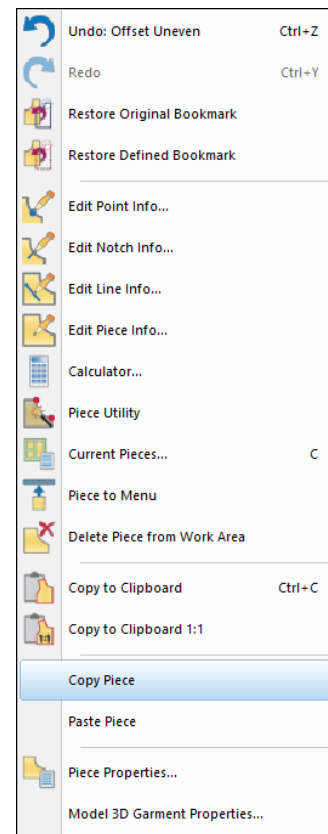 Undo: Offset Uneven Ctrl+Z
Redo Ctrl+Y
Restore Original Bookmark
Restore Defined Bookmark
Edit Point Info...
Edit Notch Info...
Edit Line Info...
Edit Piece Info...
Calculator...
Piece Utility
Current Pieces... C
Piece to Menu
Delete Piece from Work Area
Copy to Clipboard Ctrl+C
Copy to Clipboard 1:1
Copy Piece
Paste Piece
Piece Properties...
Model 3D Garment Properties...